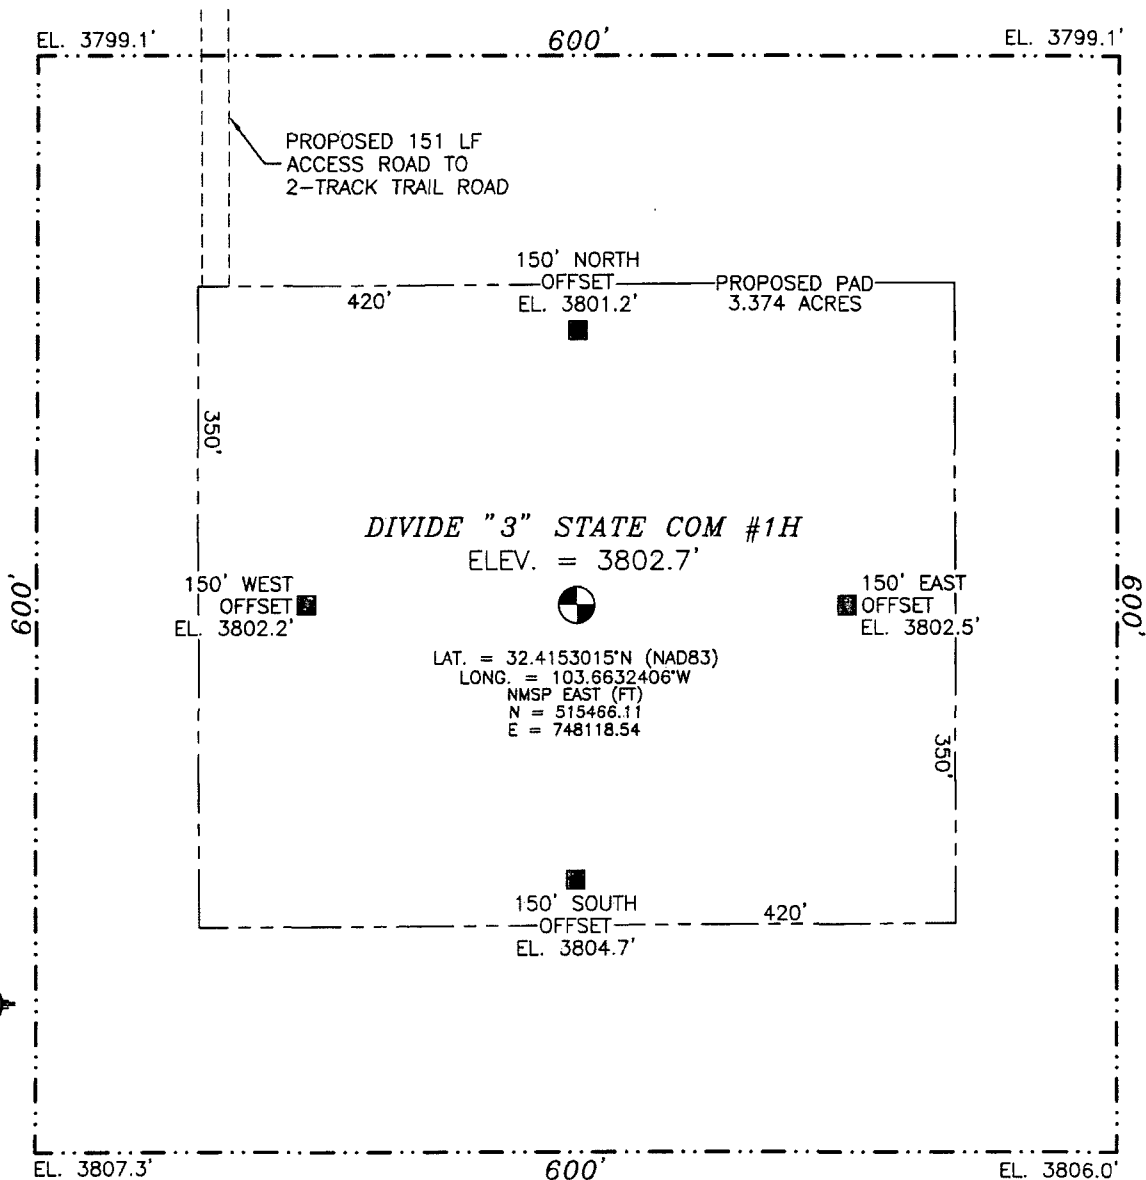 EL. 3799.1'
600'
EL. 3799.1'
PROPOSED 151 LF
ACCESS ROAD TO
2-TRACK TRAIL ROAD
150' NORTH
OFFSET
EL. 3801.2'
PROPOSED PAD
3.374 ACRES
420'
350'
DIVIDE "3" STATE COM #1H
ELEV. = 3802.7'
600'
150' WEST
OFFSET
EL. 3802.2'
150' EAST
OFFSET
EL. 3802.5'
600'
LAT. = 32.4153015°N (NAD83)
LONG. = 103.6632406°W
NMSP EAST (FT)
N = 515466.11
E = 748118.54
350'
150' SOUTH
OFFSET
EL. 3804.7'
420'
EL. 3807.3'
600'
EL. 3806.0'